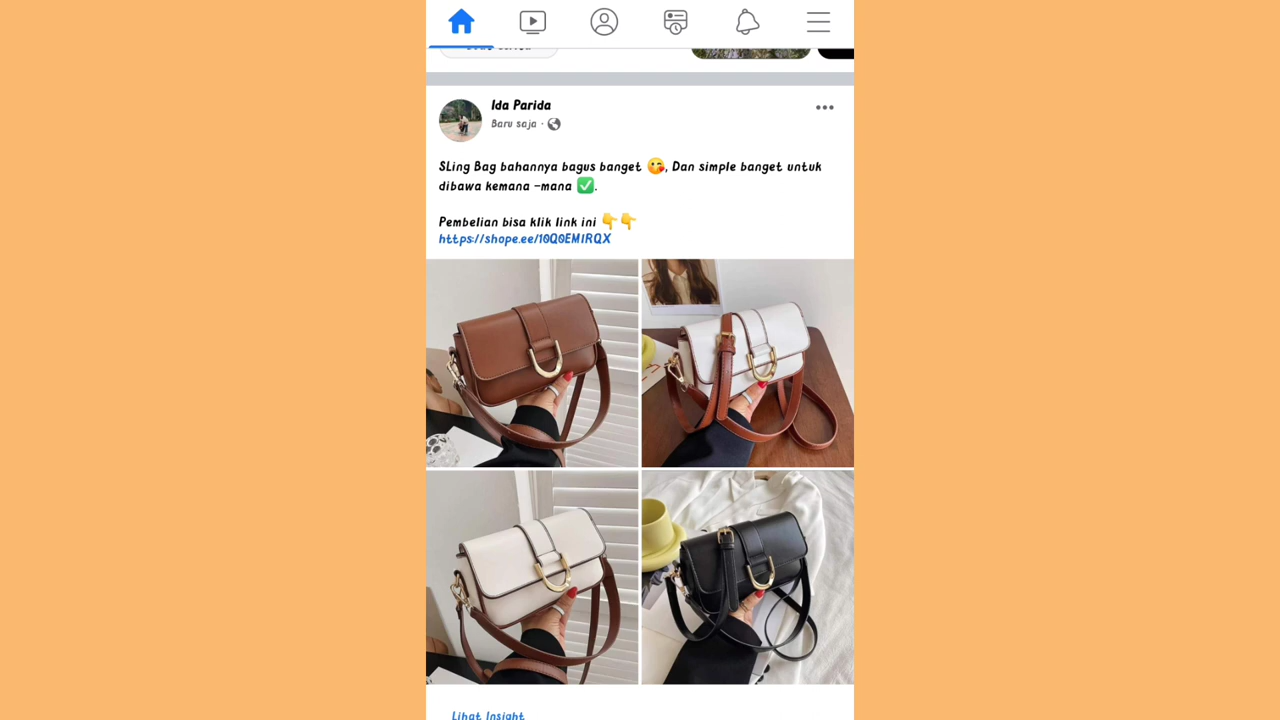 Ida Parida
Baru saja ·
SLing Bag bahannya bagus banget 😘, Dan simple banget untuk
dibawa kemana -mana ✅.
Pembelian bisa klik link ini 👇👇
https://shope.ee/10Q0EMIRQX
Lihat Insight